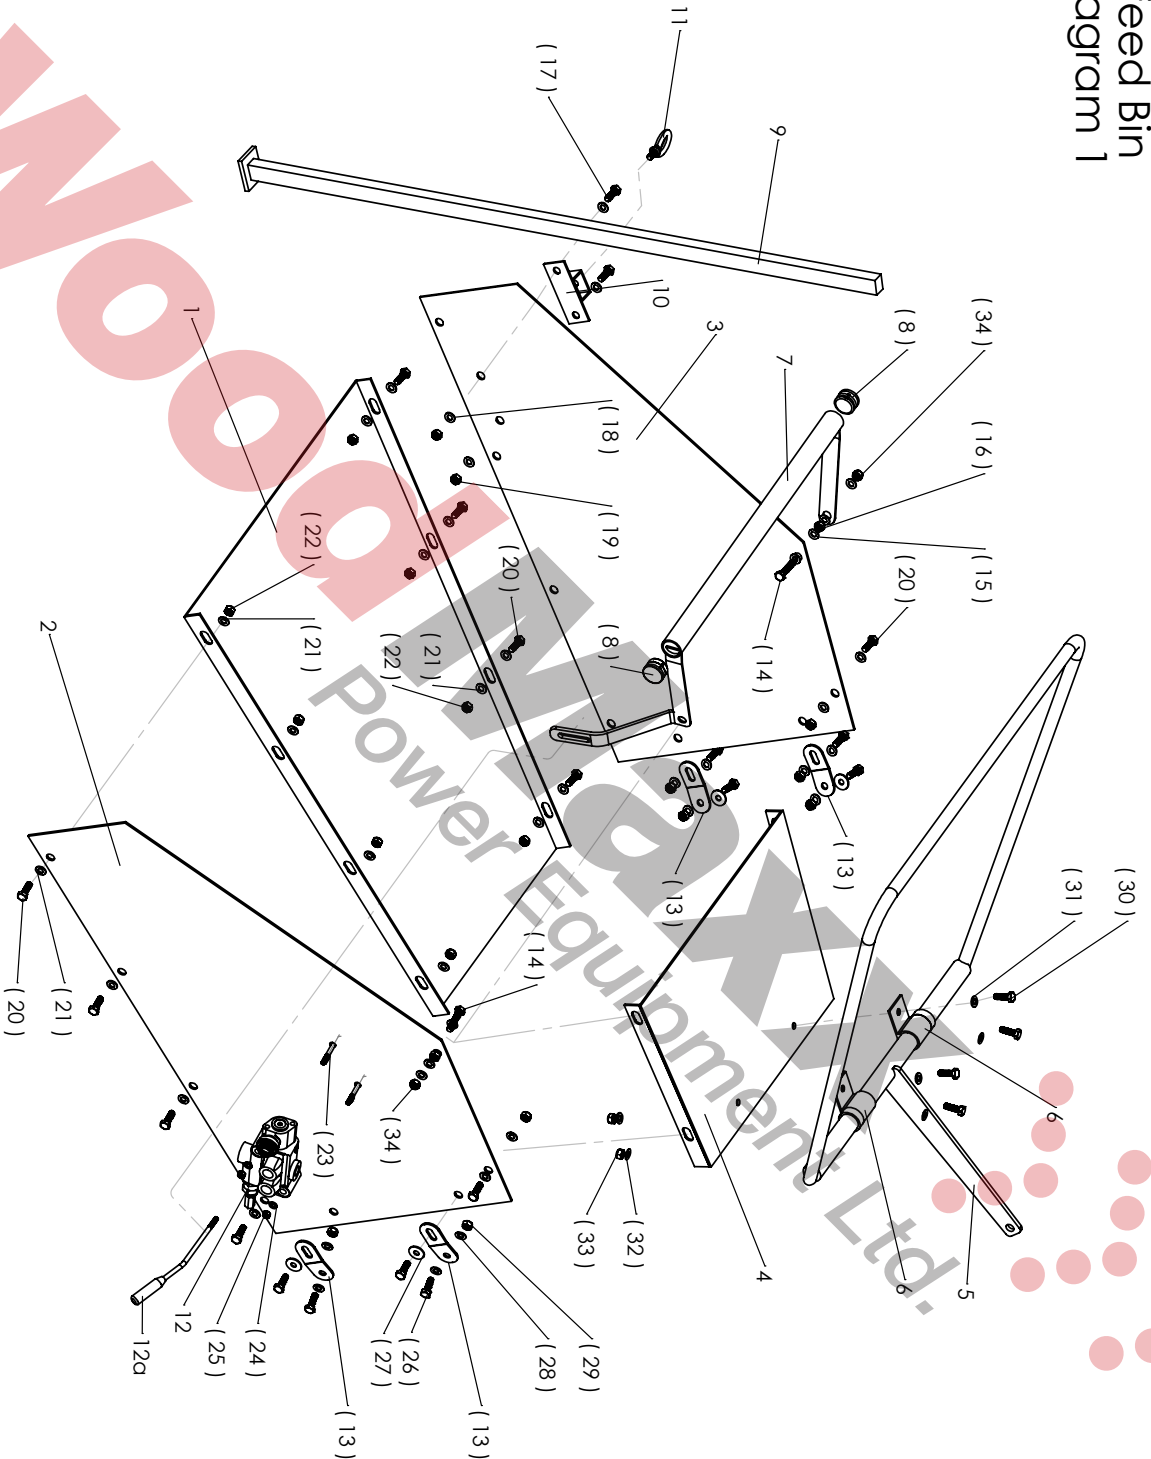 eed Bin
agram 1
11
( 17 )
9
10
3
1
( 34 )
( 8 )
7
( 16 )
( 18 )
( 19 )
( 15 )
( 20 )
( 22 )
( 20 )
( 14 )
( 8 )
( 21 )
( 21 )
( 22 )
2
( 13 )
( 13 )
( 31 )
( 30 )
( 14 )
6
( 20 )
( 21 )
( 34 )
( 23 )
( 33 )
( 32 )
4
6
5
12
12a
( 25 )
( 24 )
( 27 )
( 26 )
( 28 )
( 29 )
( 13 )
( 13 )
WoodMaxx
Power Equipment Ltd.